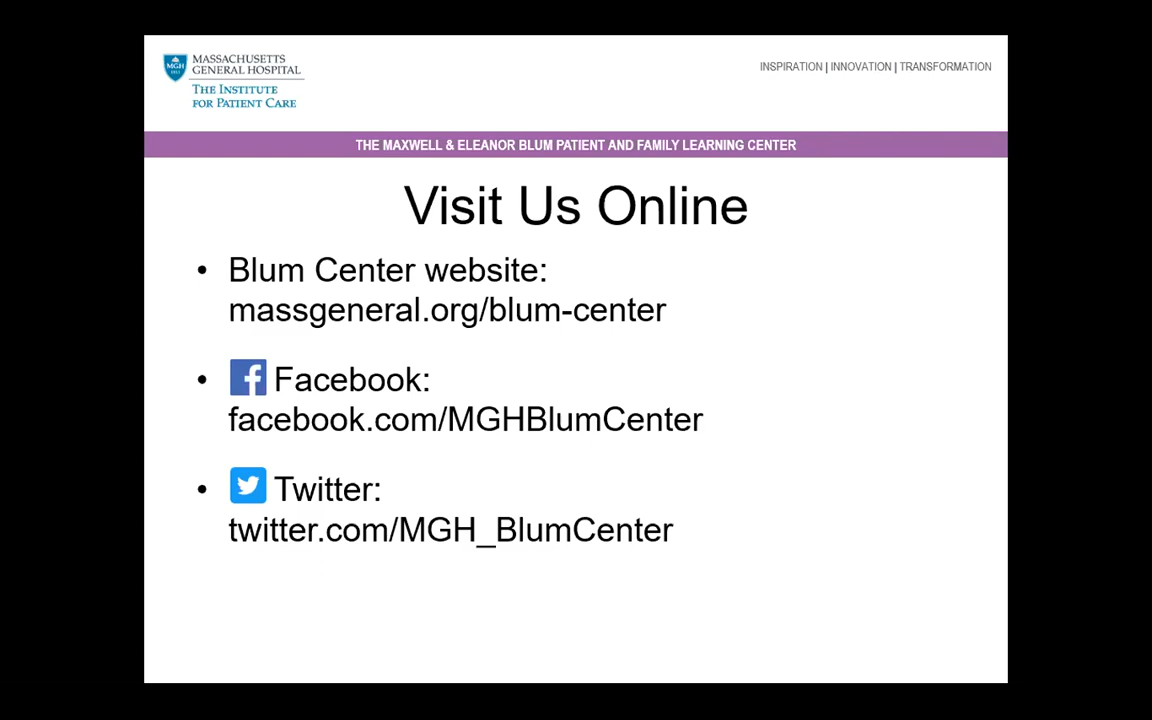 MASSACHUSETTS
GENERAL HOSPITAL
THE INSTITUTE
FOR PATIENT CARE
INSPIRATION | INNOVATION | TRANSFORMATION
THE MAXWELL & ELEANOR BLUM PATIENT AND FAMILY LEARNING CENTER
Visit Us Online
• Blum Center website:
massgeneral.org/blum-center
• Facebook:
facebook.com/MGHBlumCenter
• Twitter:
twitter.com/MGH_BlumCenter